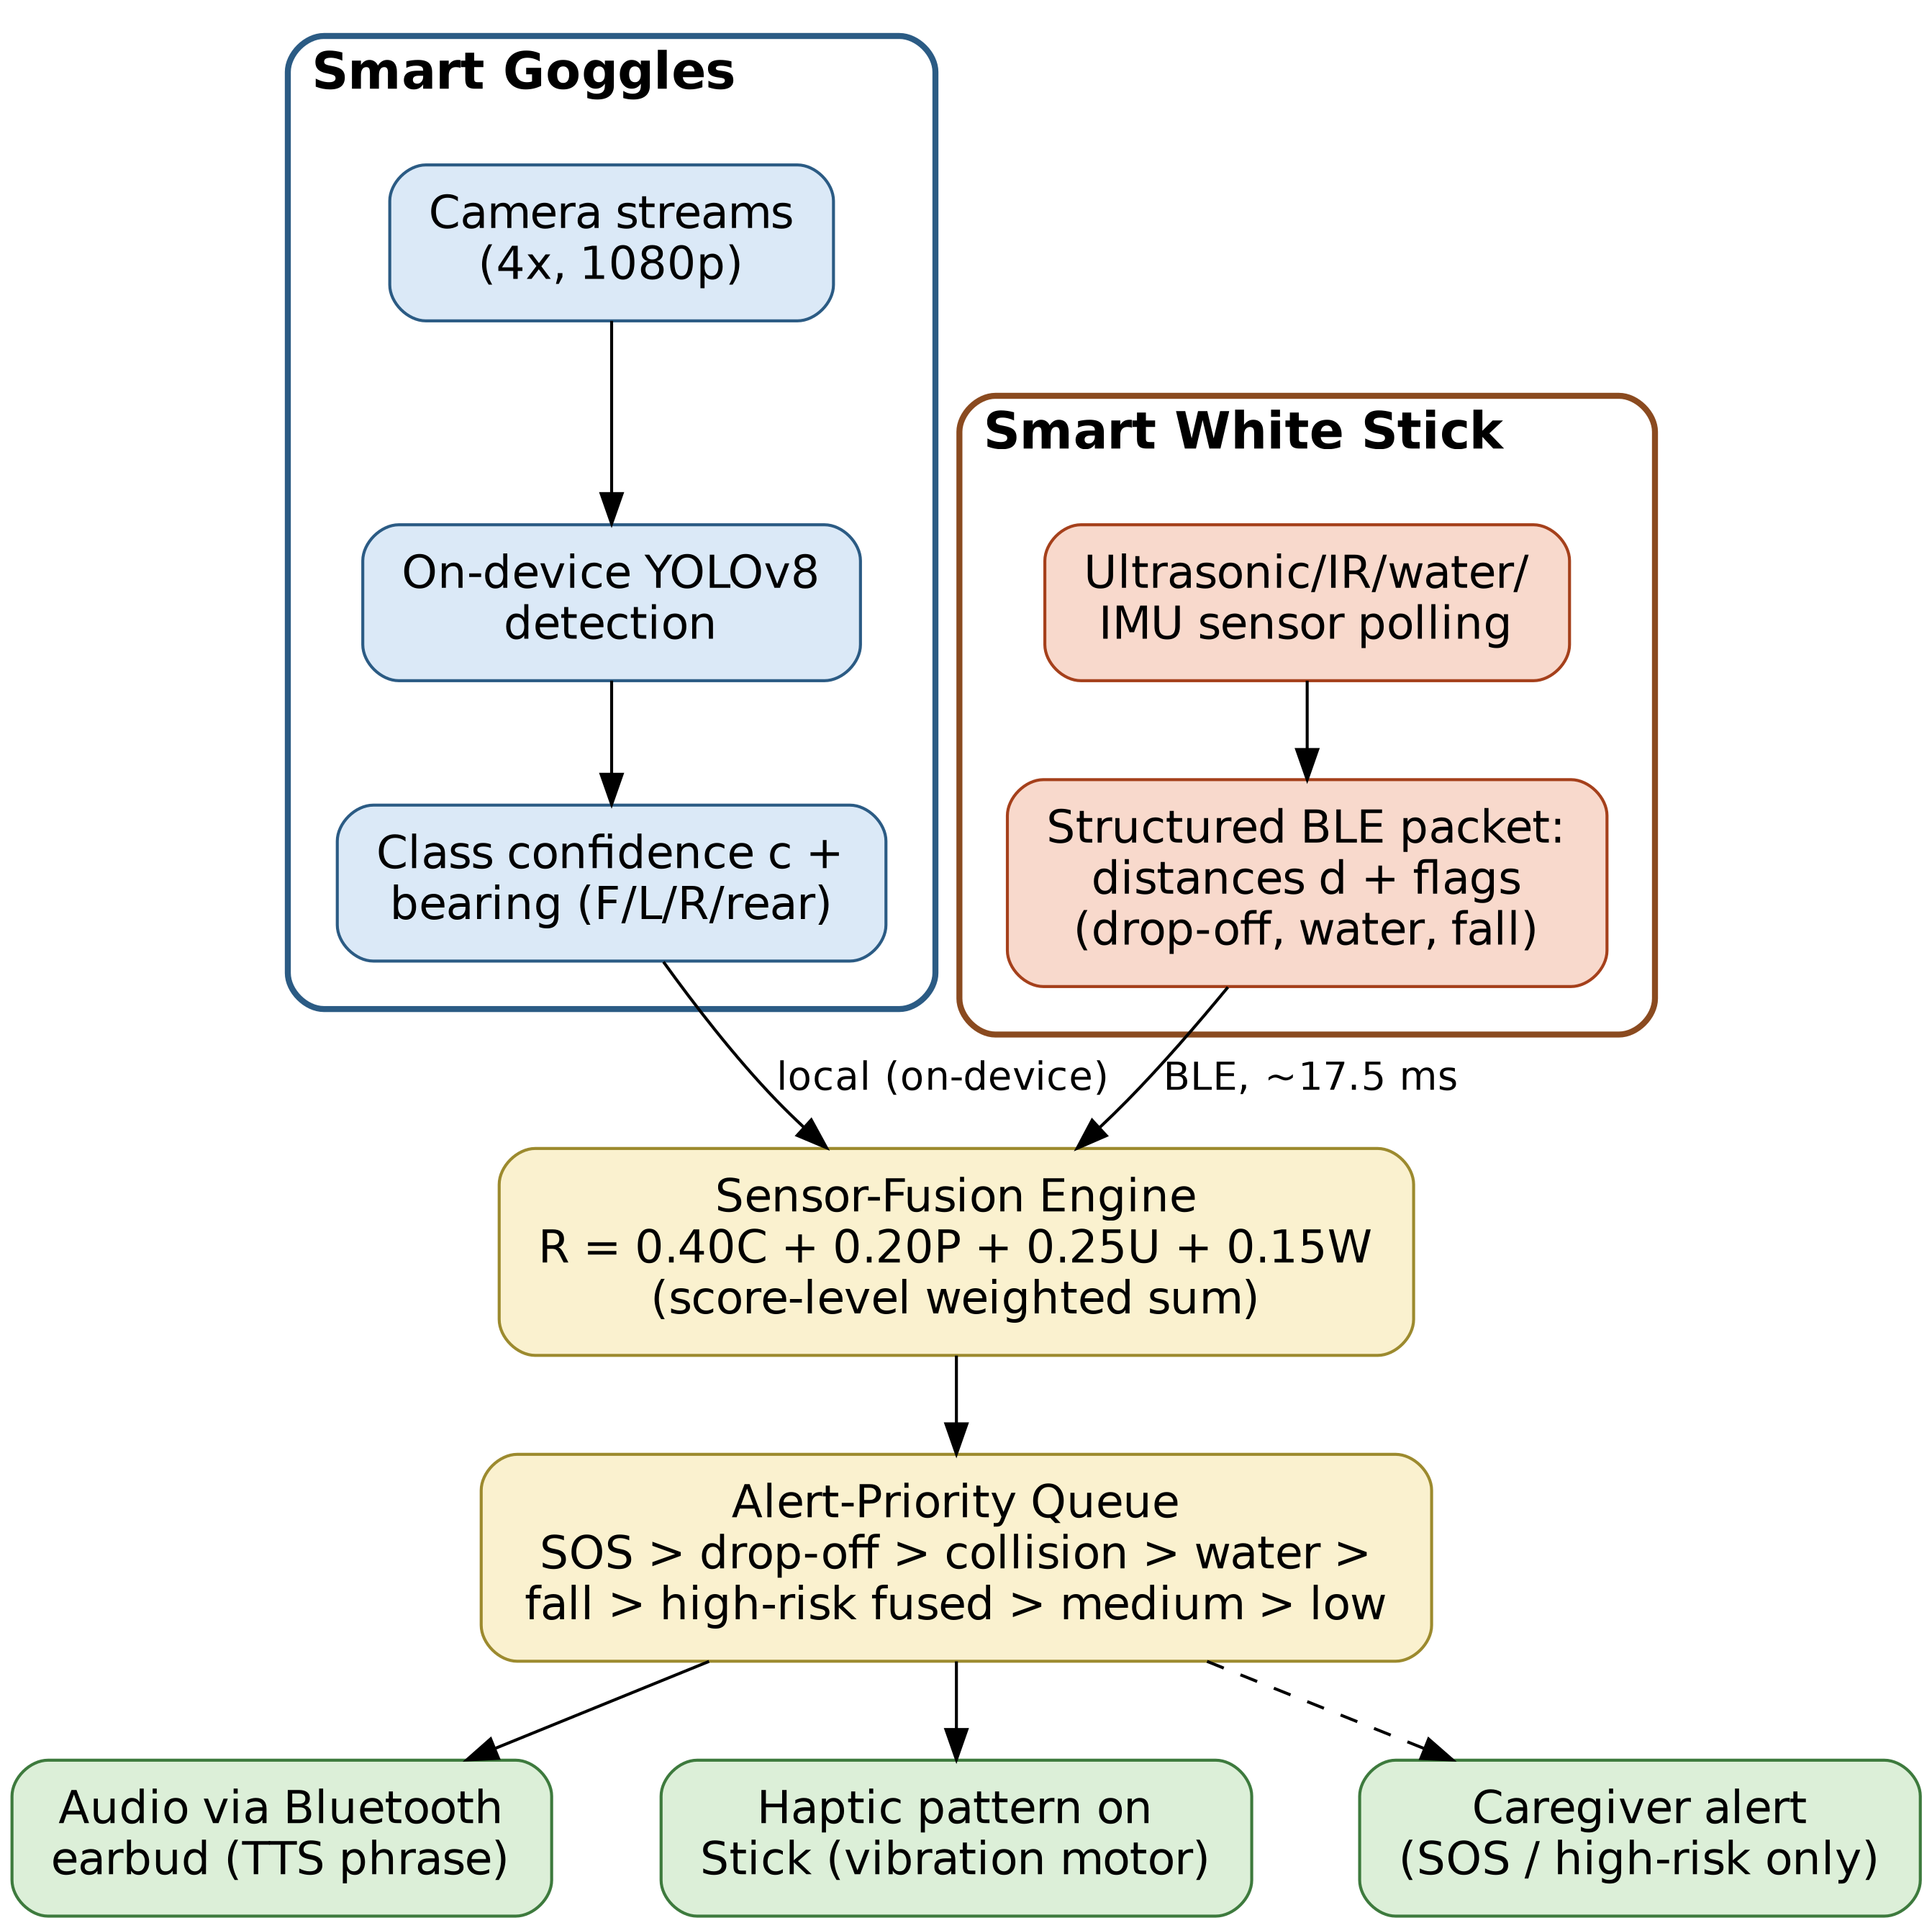 Smart Goggles
Camera streams
(4x, 1080p)
On-device YOLOv8
detection
Class confidence c +
bearing (F/L/R/rear)
Smart White Stick
Ultrasonic/IR/water/
IMU sensor polling
Structured BLE packet:
distances d + flags
(drop-off, water, fall)
local (on-device)
BLE, ~17.5 ms
Sensor-Fusion Engine
R = 0.40C + 0.20P + 0.25U + 0.15W
(score-level weighted sum)
Alert-Priority Queue
SOS > drop-off > collision > water >
fall > high-risk fused > medium > low
Audio via Bluetooth
earbud (TTS phrase)
Haptic pattern on
Stick (vibration motor)
Caregiver alert
(SOS / high-risk only)